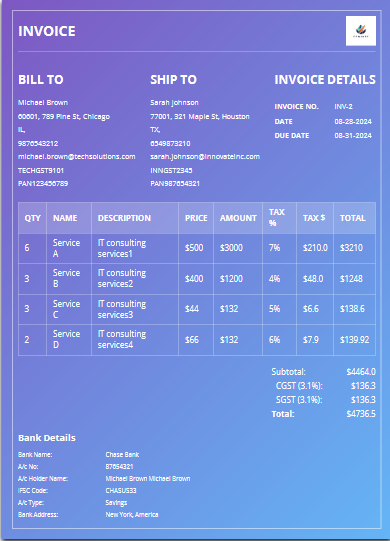 INVOICE
BILL TO
Michael Brown
60601, 789 Pine St, Chicago
IL,
9876543212
michael.brown@techsolutions.com
TECHGST9101
PAN123456789
SHIP TO
Sarah Johnson
77001, 321 Maple St, Houston
TX,
6549873210
sarah.johnson@innovateinc.com
INNGST2345
PAN987654321
INVOICE DETAILS
INVOICE NO. INV-2
DATE 08-28-2024
DUE DATE 08-31-2024
QTY NAME DESCRIPTION PRICE AMOUNT TAX % TAX $ TOTAL
6 Service A IT consulting services1 $500 $3000 7% $210.0 $3210
3 Service B IT consulting services2 $400 $1200 4% $48.0 $1248
3 Service C IT consulting services3 $44 $132 5% $6.6 $138.6
2 Service D IT consulting services4 $66 $132 6% $7.9 $139.92
Subtotal: $4464.0
CGST (3.1%): $136.3
SGST (3.1%): $136.3
Total: $4736.5
Bank Details
Bank Name: Chase Bank
A/c No: 87654321
A/c Holder Name: Michael Brown Michael Brown
IFSC Code: CHASUS33
A/c Type: Savings
Bank Address: New York, America